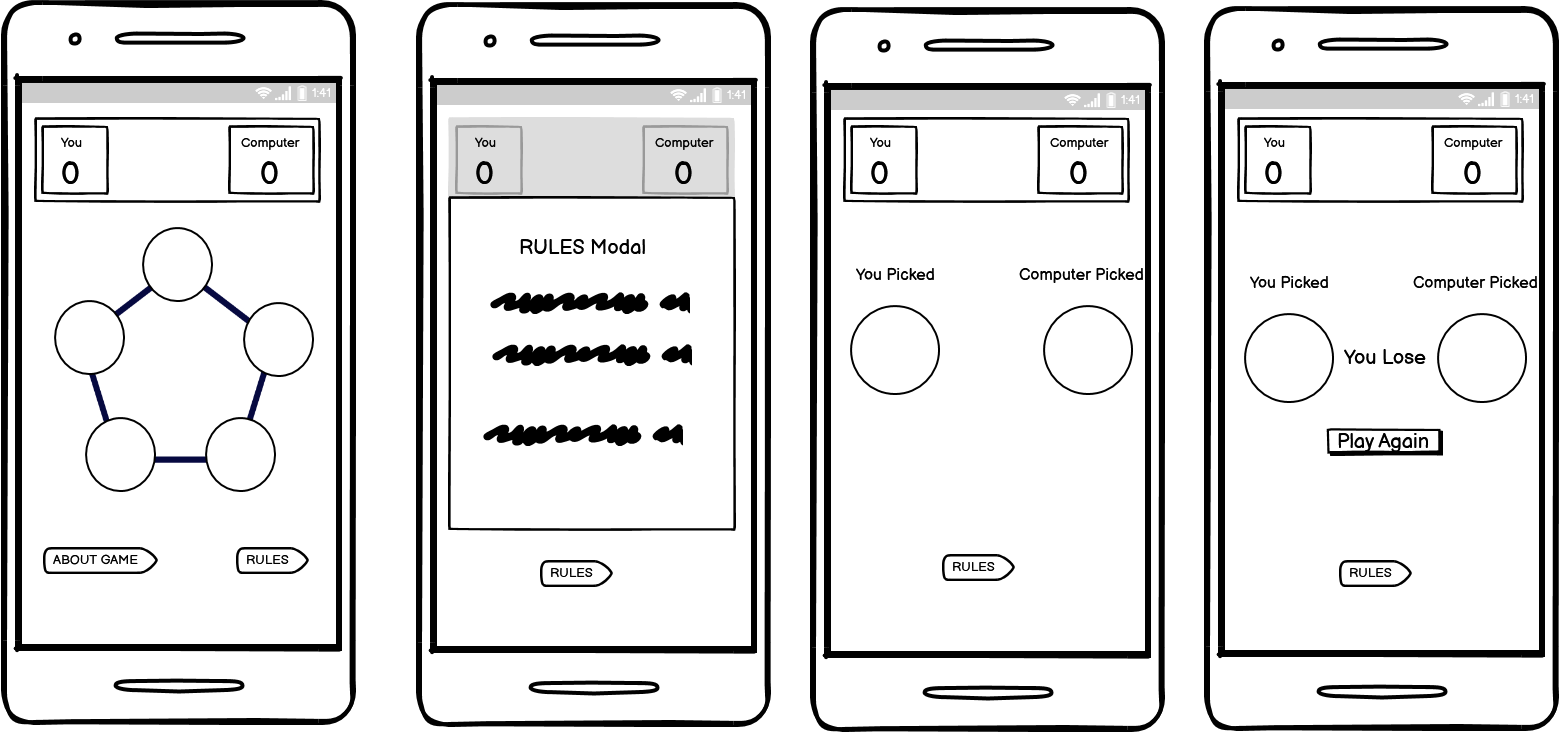 1:41
You
Computer
0
0
ABOUT GAME
RULES
1:41
You
Computer
0
0
RULES Modal
RULES
1:41
You
Computer
0
0
You Picked
Computer Picked
RULES
1:41
You
Computer
0
0
You Picked
Computer Picked
You Lose
Play Again
RULES